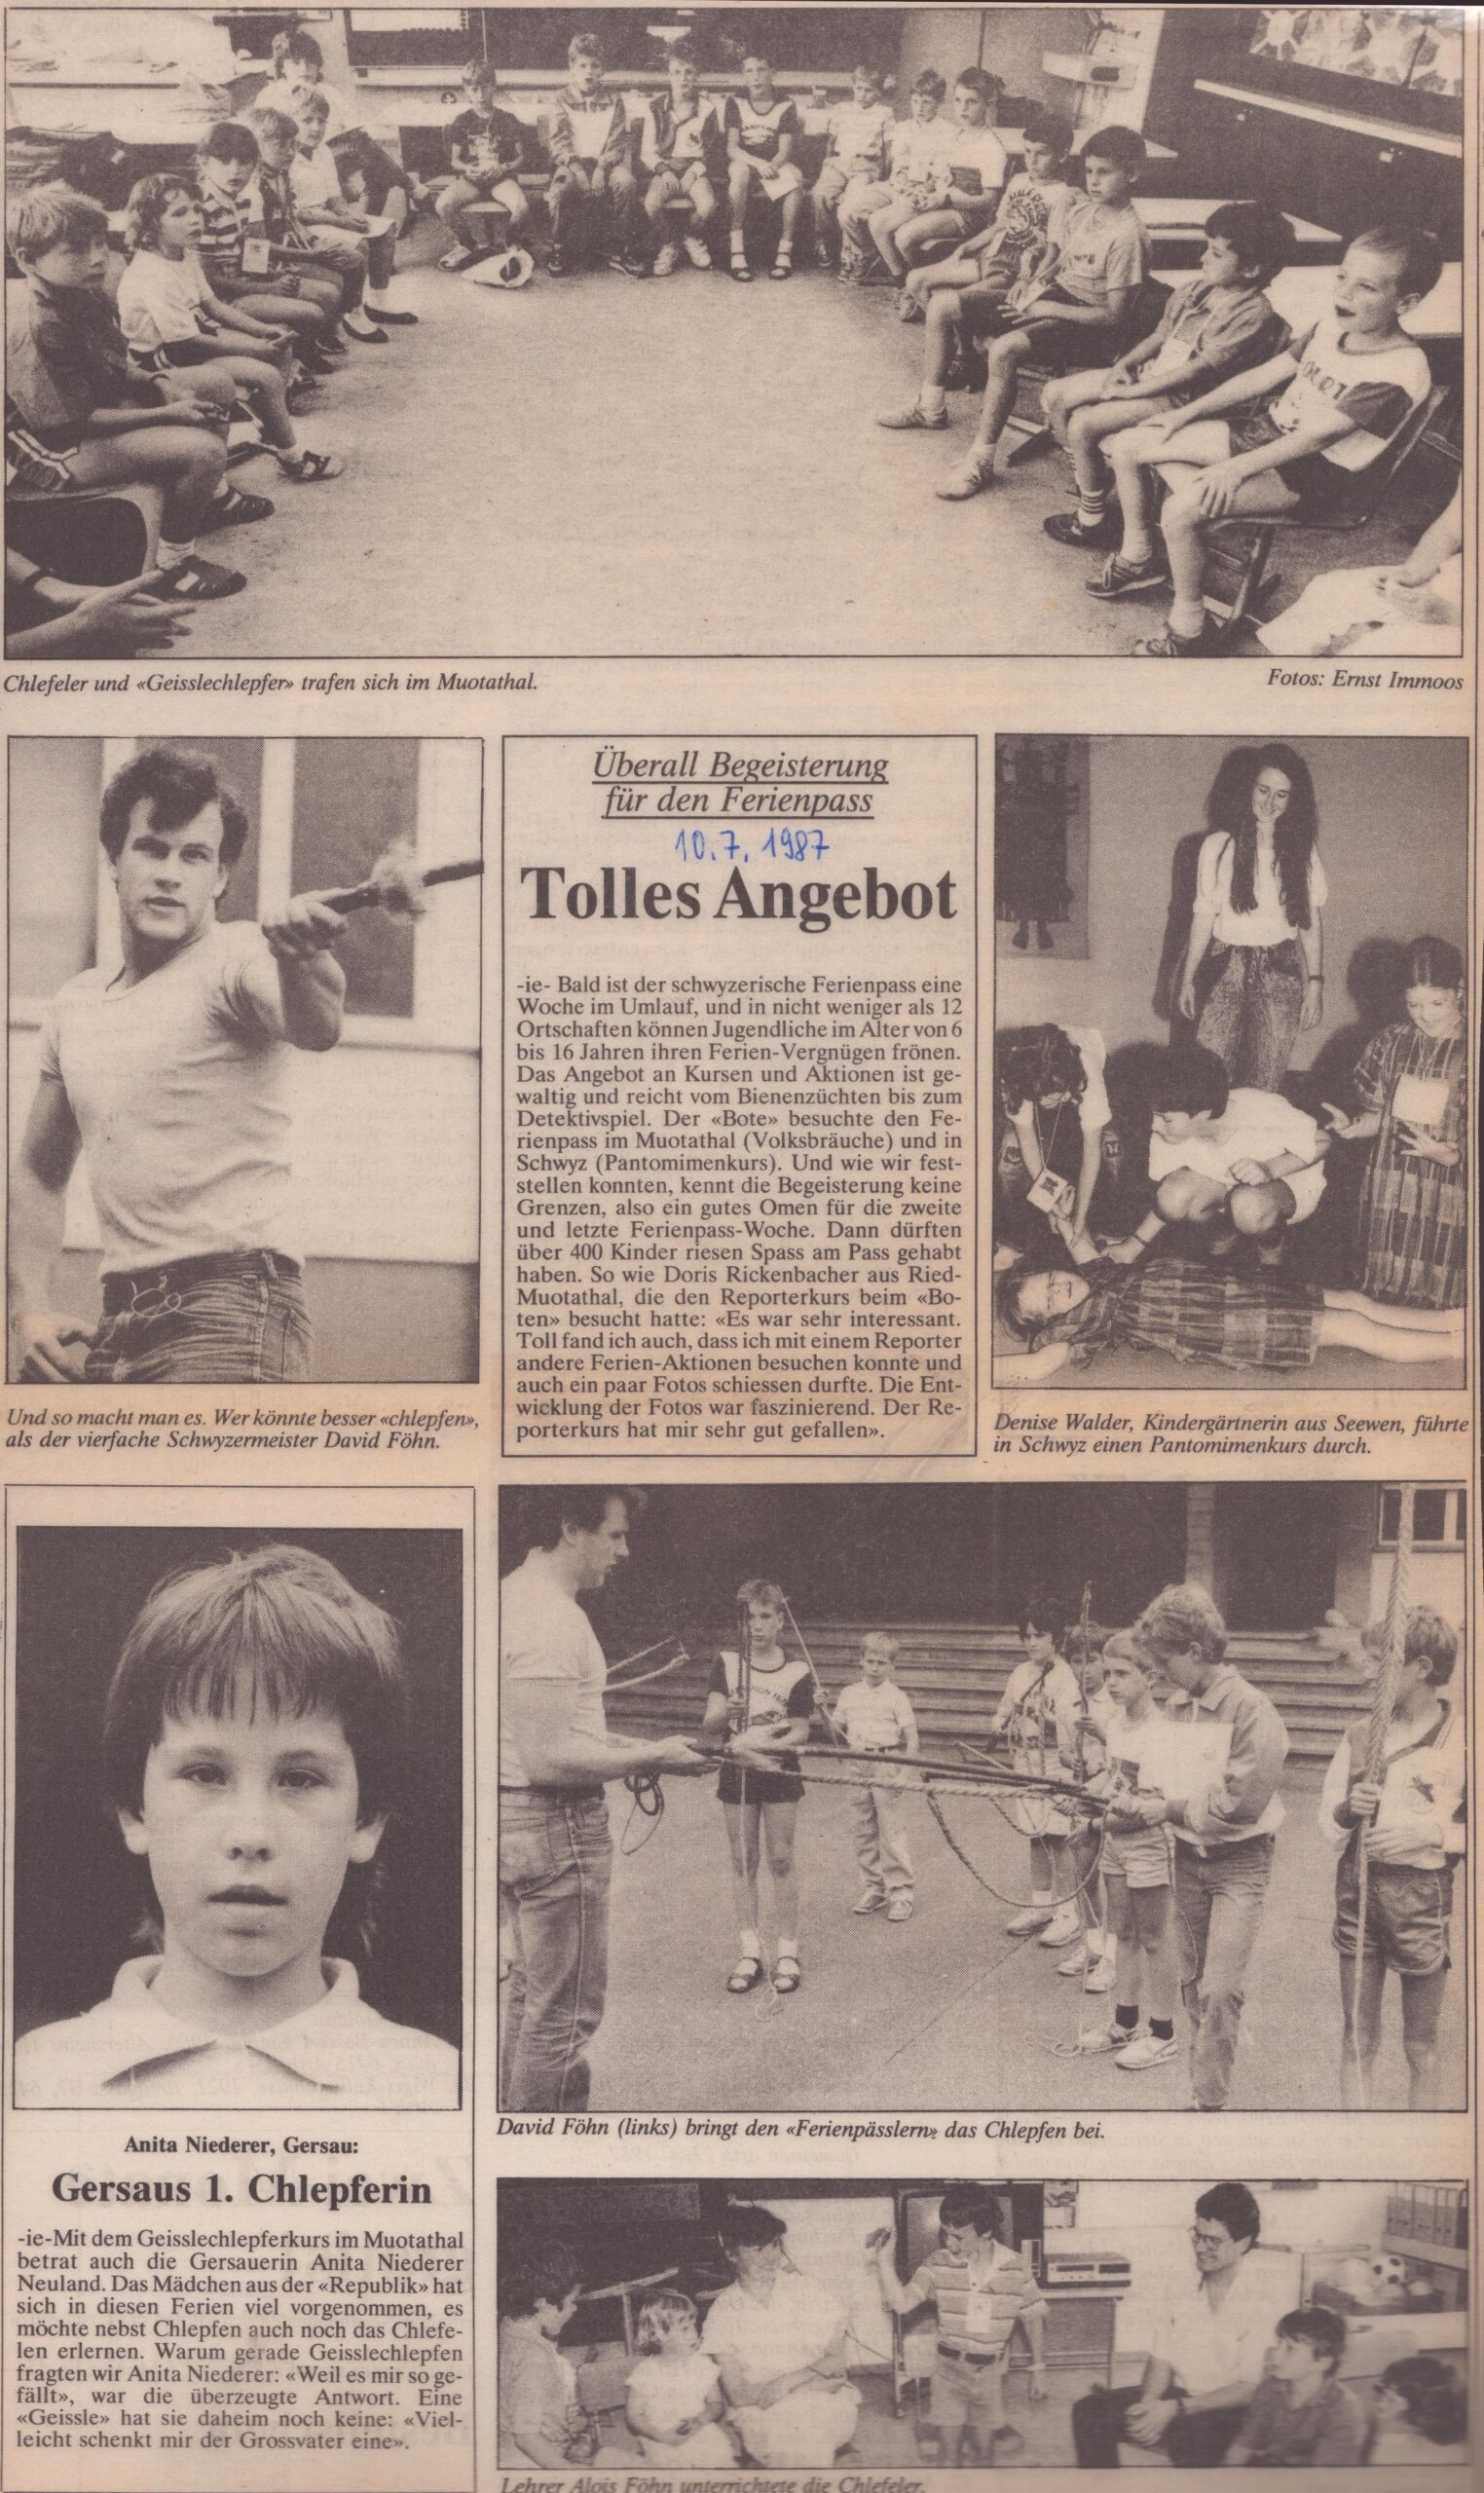 Chlefeler und «Geisslechlepfer» trafen sich im Muotathal.
Fotos: Ernst Immoos
Überall Begeisterung
für den Ferienpass
10.7.1987
Tolles Angebot
-ie- Bald ist der schwyzerische Ferienpass eine
Woche im Umlauf, und in nicht weniger als 12
Ortschaften können Jugendliche im Alter von 6
bis 16 Jahren ihren Ferien-Vergnügen frönen.
Das Angebot an Kursen und Aktionen ist ge-
waltig und reicht vom Bienenzüchten bis zum
Detektivspiel. Der «Bote» besuchte den Fe-
rienpass im Muotathal (Volksbräuche) und in
Schwyz (Pantomimenkurs). Und wie wir fest-
stellen konnten, kennt die Begeisterung keine
Grenzen, also ein gutes Omen für die zweite
und letzte Ferienpass-Woche. Dann dürften
über 400 Kinder riesen Spass am Pass gehabt
haben. So wie Doris Rickenbacher aus Ried-
Muotathal, die den Reporterkurs beim «Bo-
ten» besucht hatte: «Es war sehr interessant.
Toll fand ich auch, dass ich mit einem Reporter
andere Ferien-Aktionen besuchen konnte und
auch ein paar Fotos schiessen durfte. Die Ent-
wicklung der Fotos war faszinierend. Der Re-
porterkurs hat mir sehr gut gefallen».
Und so macht man es. Wer könnte besser «chlepfen»,
als der vierfache Schwyzermeister David Föhn.
Denise Walder, Kindergärtnerin aus Seewen, führte
in Schwyz einen Pantomimenkurs durch.
Anita Niederer, Gersau:
Gersaus 1. Chlepferin
-ie-Mit dem Geisslechlepferkurs im Muotathal
betrat auch die Gersauerin Anita Niederer
Neuland. Das Mädchen aus der «Republik» hat
sich in diesen Ferien viel vorgenommen, es
möchte nebst Chlepfen auch noch das Chlefe-
len erlernen. Warum gerade Geisslechlepfen
fragten wir Anita Niederer: «Weil es mir so ge-
fällt», war die überzeugte Antwort. Eine
«Geissle» hat sie daheim noch keine: «Viel-
leicht schenkt mir der Grossvater eine».
David Föhn (links) bringt den «Ferienpässlern» das Chlepfen bei.
Lehrer Alois Föhn unterrichtete die Chlefeler.